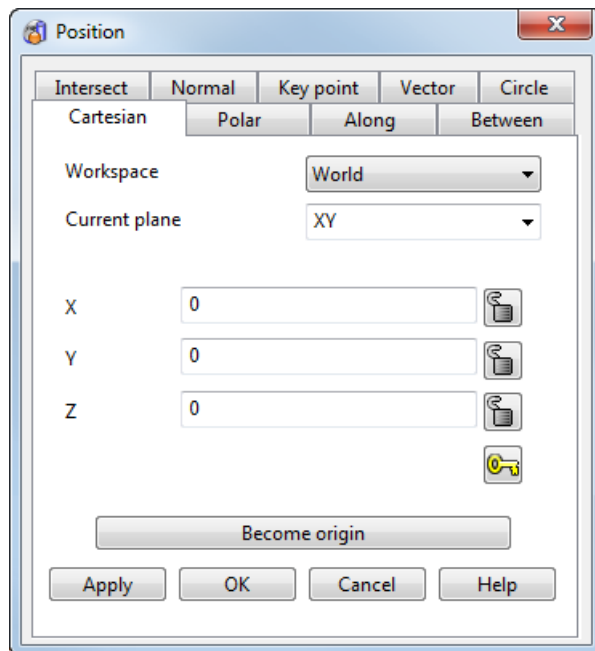 Position
Intersect Normal Key point Vector Circle
Cartesian Polar Along Between
Workspace World
Current plane XY
X 0
Y 0
Z 0
Become origin
Apply OK Cancel Help